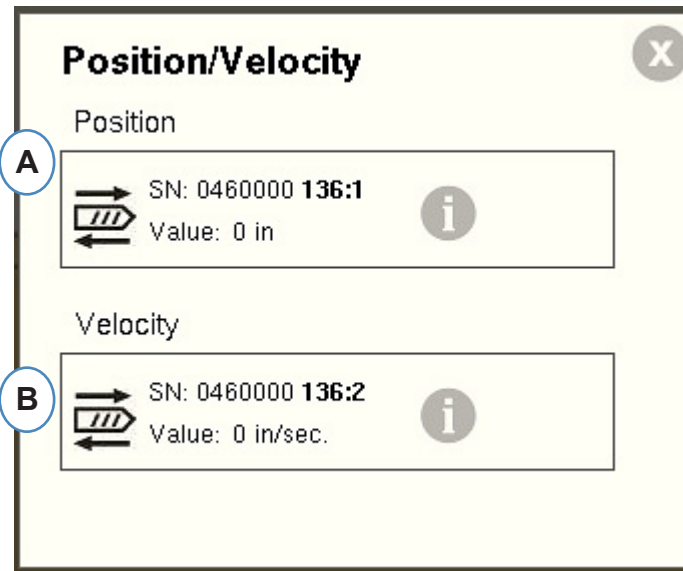 Position/Velocity
X
Position
A
SN: 0460000 136:1
Value: 0 in
i
Velocity
B
SN: 0460000 136:2
Value: 0 in/sec.
i